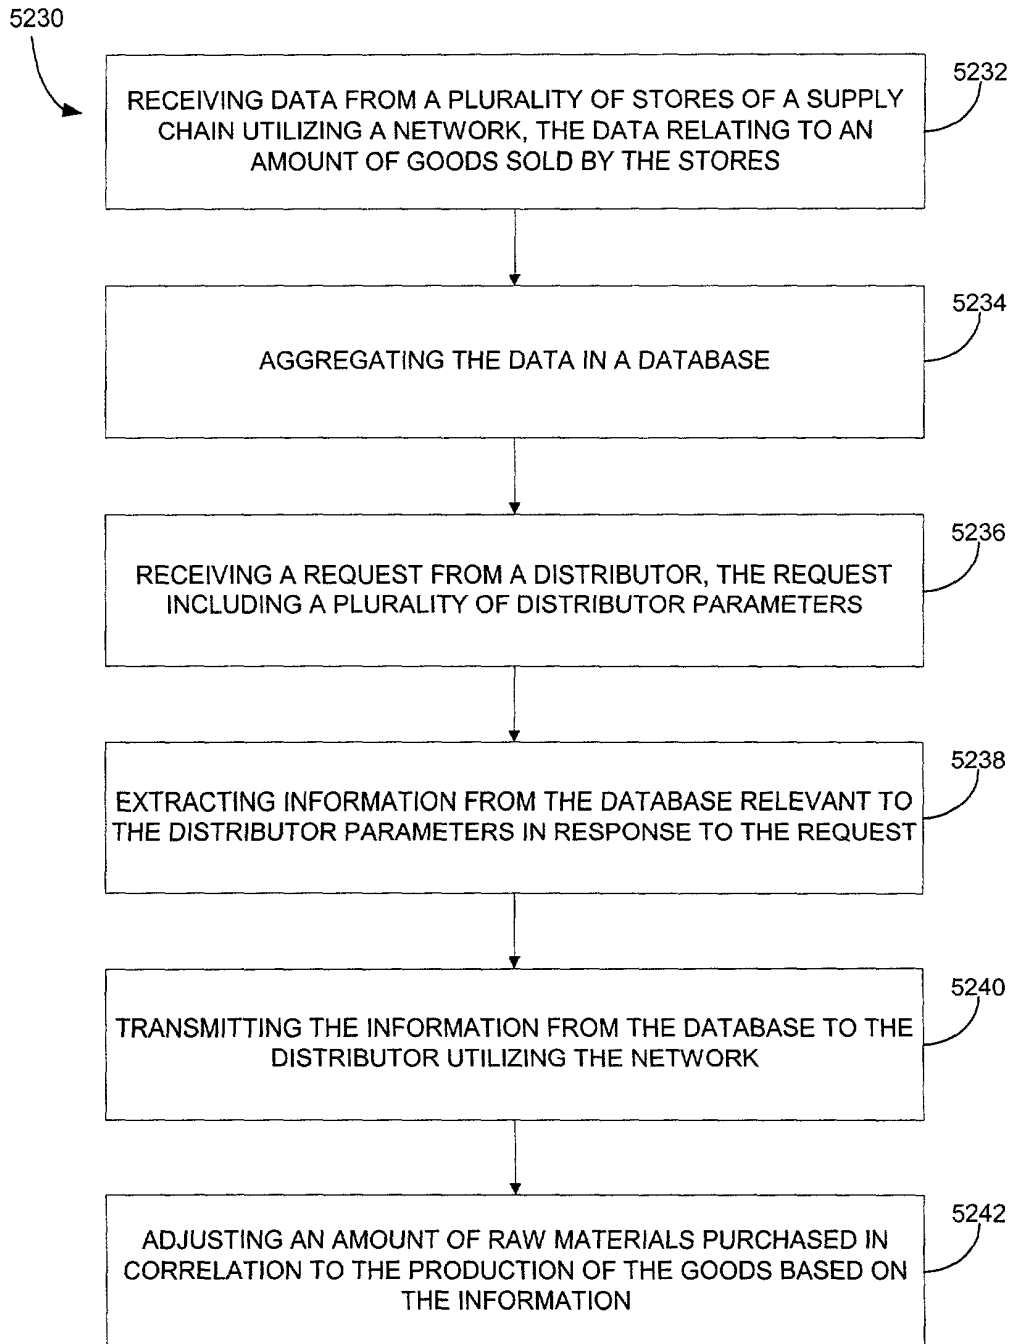 5230
5232
RECEIVING DATA FROM A PLURALITY OF STORES OF A SUPPLY
CHAIN UTILIZING A NETWORK, THE DATA RELATING TO AN
AMOUNT OF GOODS SOLD BY THE STORES
5234
AGGREGATING THE DATA IN A DATABASE
5236
RECEIVING A REQUEST FROM A DISTRIBUTOR, THE REQUEST
INCLUDING A PLURALITY OF DISTRIBUTOR PARAMETERS
5238
EXTRACTING INFORMATION FROM THE DATABASE RELEVANT TO
THE DISTRIBUTOR PARAMETERS IN RESPONSE TO THE REQUEST
5240
TRANSMITTING THE INFORMATION FROM THE DATABASE TO THE
DISTRIBUTOR UTILIZING THE NETWORK
5242
ADJUSTING AN AMOUNT OF RAW MATERIALS PURCHASED IN
CORRELATION TO THE PRODUCTION OF THE GOODS BASED ON
THE INFORMATION